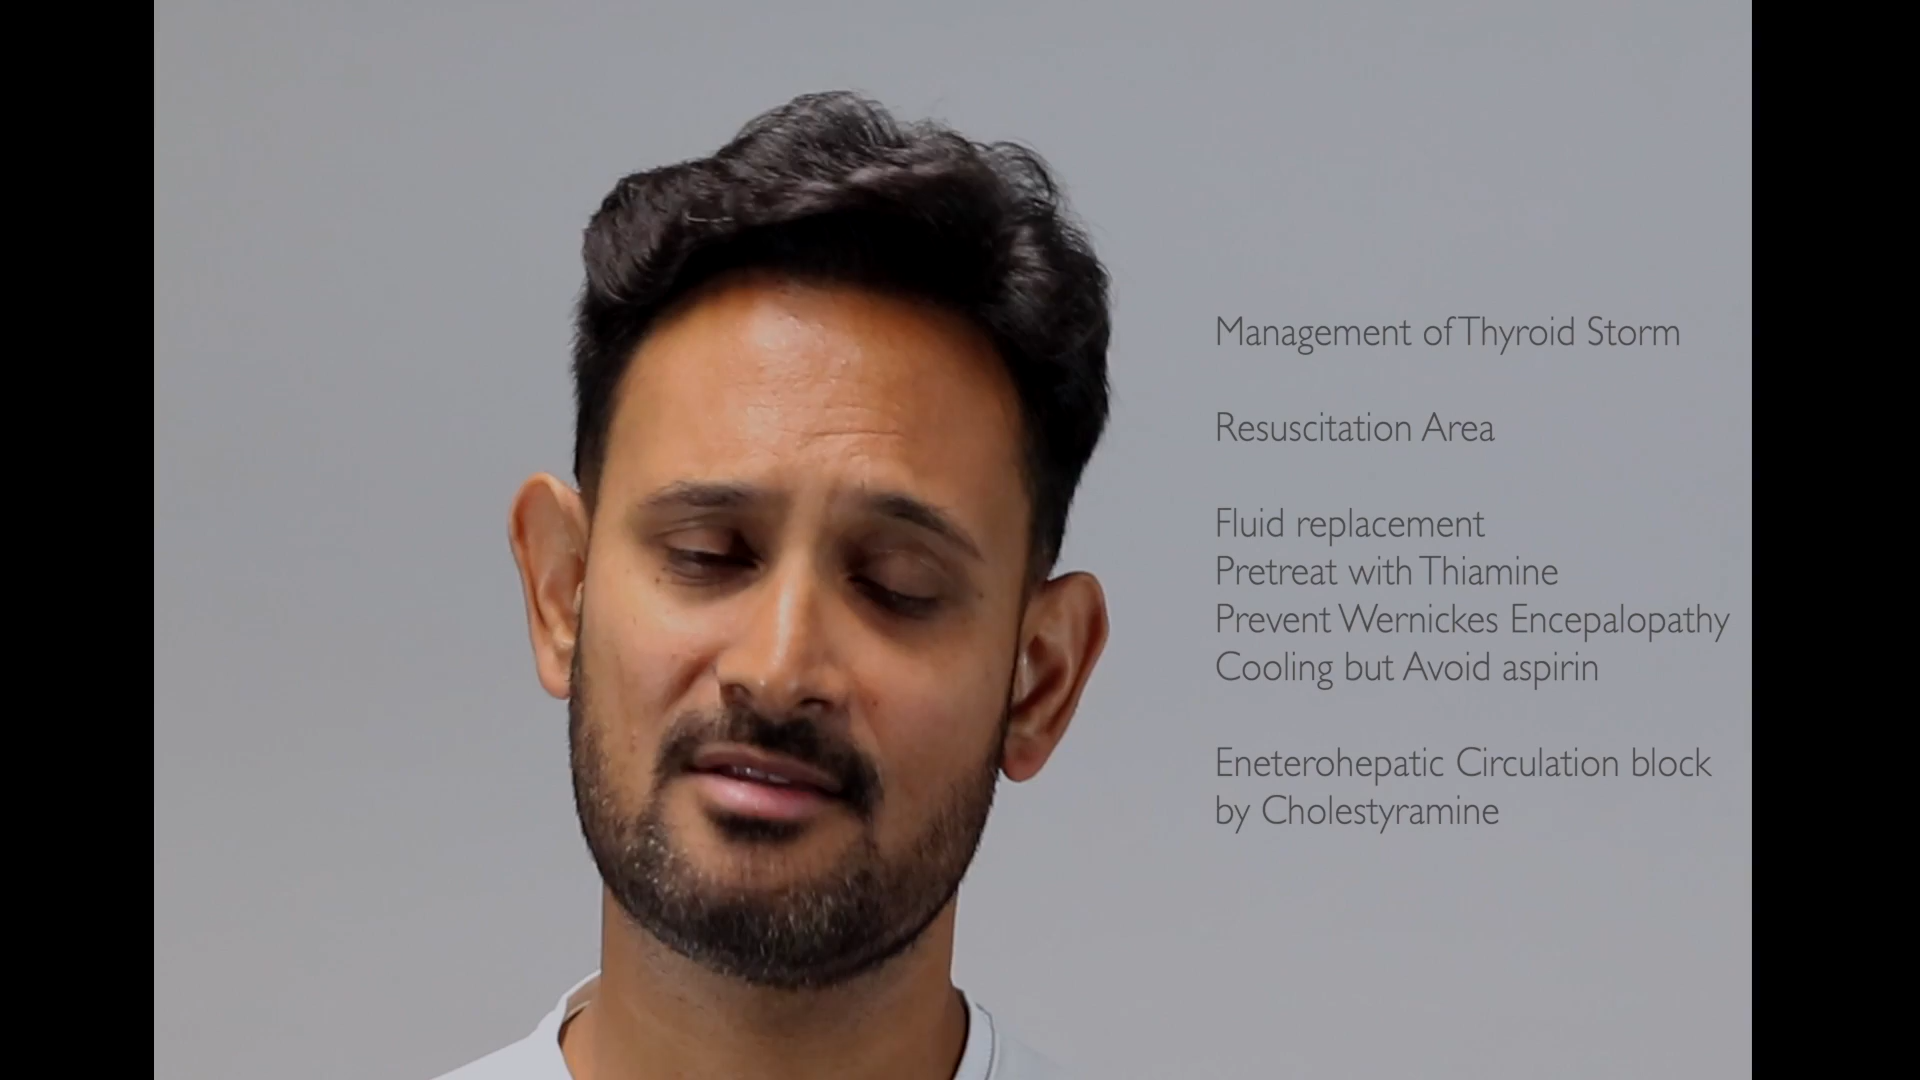 Management of Thyroid Storm
Resuscitation Area
Fluid replacement
Pretreat with Thiamine
Prevent Wernickes Encepalopathy
Cooling but Avoid aspirin
Eneterohepatic Circulation block
by Cholestyramine